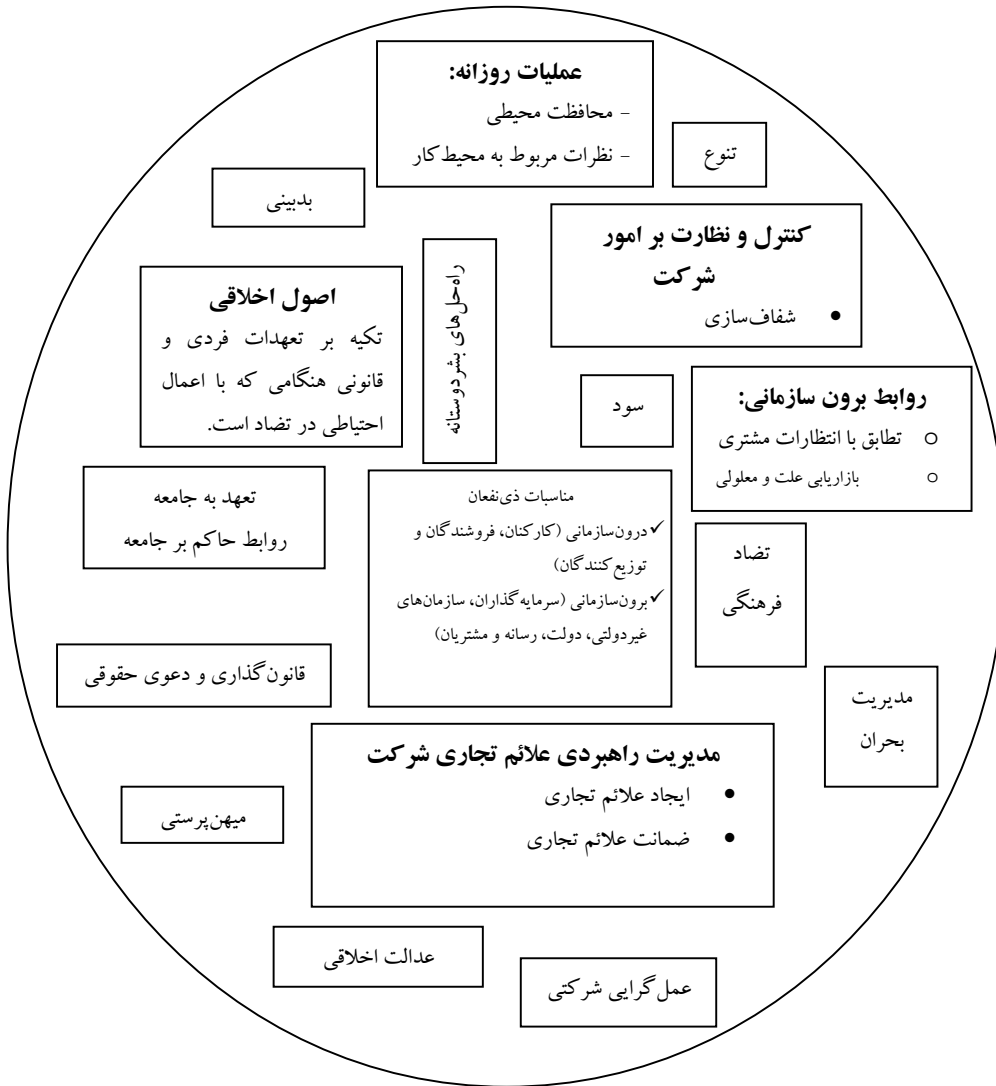 عملیات روزانه:
– محافظت محیطی
– نظرات مربوط به محیط کار
تنوع
بدبینی
کنترل و نظارت بر امور
شرکت
• شفاف‌سازی
راه‌حل‌های بشردوستانه
اصول اخلاقی
تکیه بر تعهدات فردی و
قانونی هنگامی که با اعمال
احتیاطی در تضاد است.
سود
روابط برون سازمانی:
o تطابق با انتظارات مشتری
o بازاریابی علت و معلولی
تعهد به جامعه
روابط حاکم بر جامعه
مناسبات ذی‌نفعان
✓ درون‌سازمانی (کارکنان، فروشندگان و
توزیع‌کنندگان)
✓ برون‌سازمانی (سرمایه‌گذاران، سازمان‌های
غیردولتی، دولت، رسانه و مشتریان)
تضاد
فرهنگی
قانون‌گذاری و دعوی حقوقی
مدیریت
بحران
مدیریت راهبردی علائم تجاری شرکت
• ایجاد علائم تجاری
• ضمانت علائم تجاری
میهن‌پرستی
عدالت اخلاقی
عمل‌گرایی شرکتی